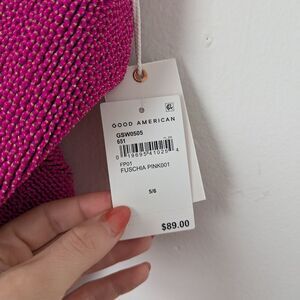 GOOD AMERICAN
GSW0505
551
FP01
FUSCHIA PINK001
5/6
$89.00